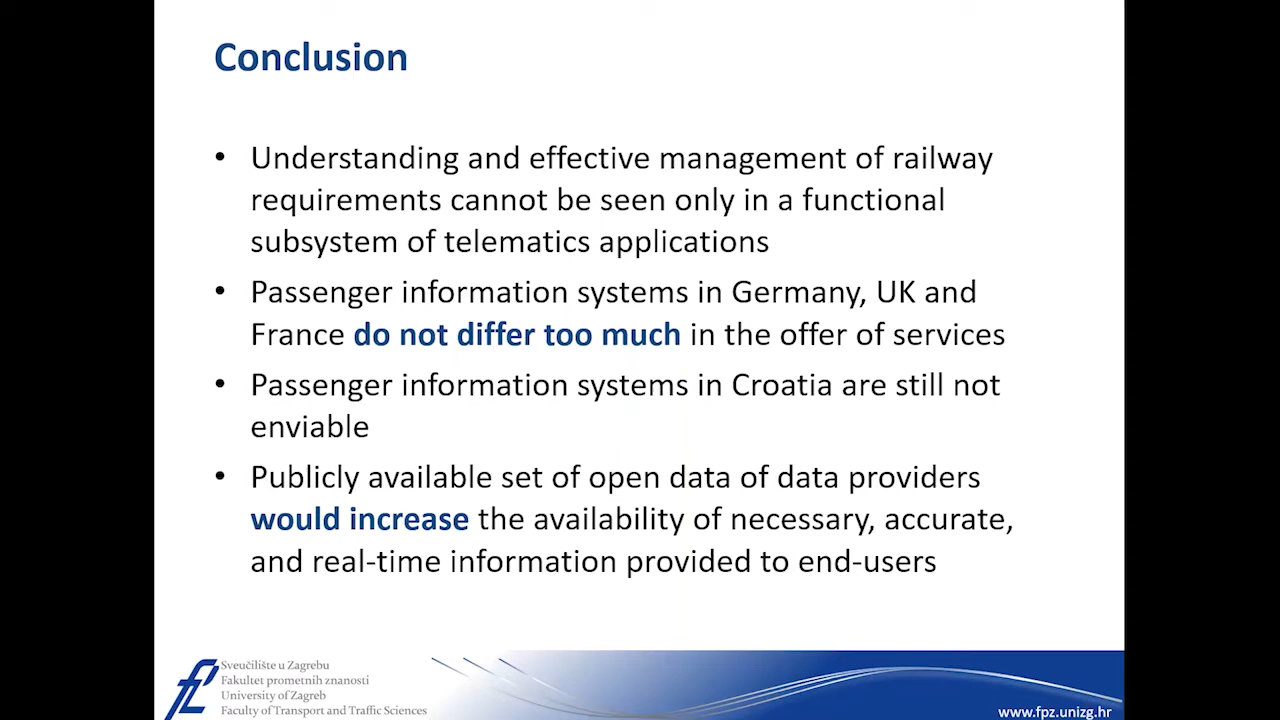 Conclusion
• Understanding and effective management of railway
requirements cannot be seen only in a functional
subsystem of telematics applications
• Passenger information systems in Germany, UK and
France do not differ too much in the offer of services
• Passenger information systems in Croatia are still not
enviable
• Publicly available set of open data of data providers
would increase the availability of necessary, accurate,
and real-time information provided to end-users
Sveučilište u Zagrebu
Fakultet prometnih znanosti
University of Zagreb
Faculty of Transport and Traffic Sciences
www.fpz.unizg.hr